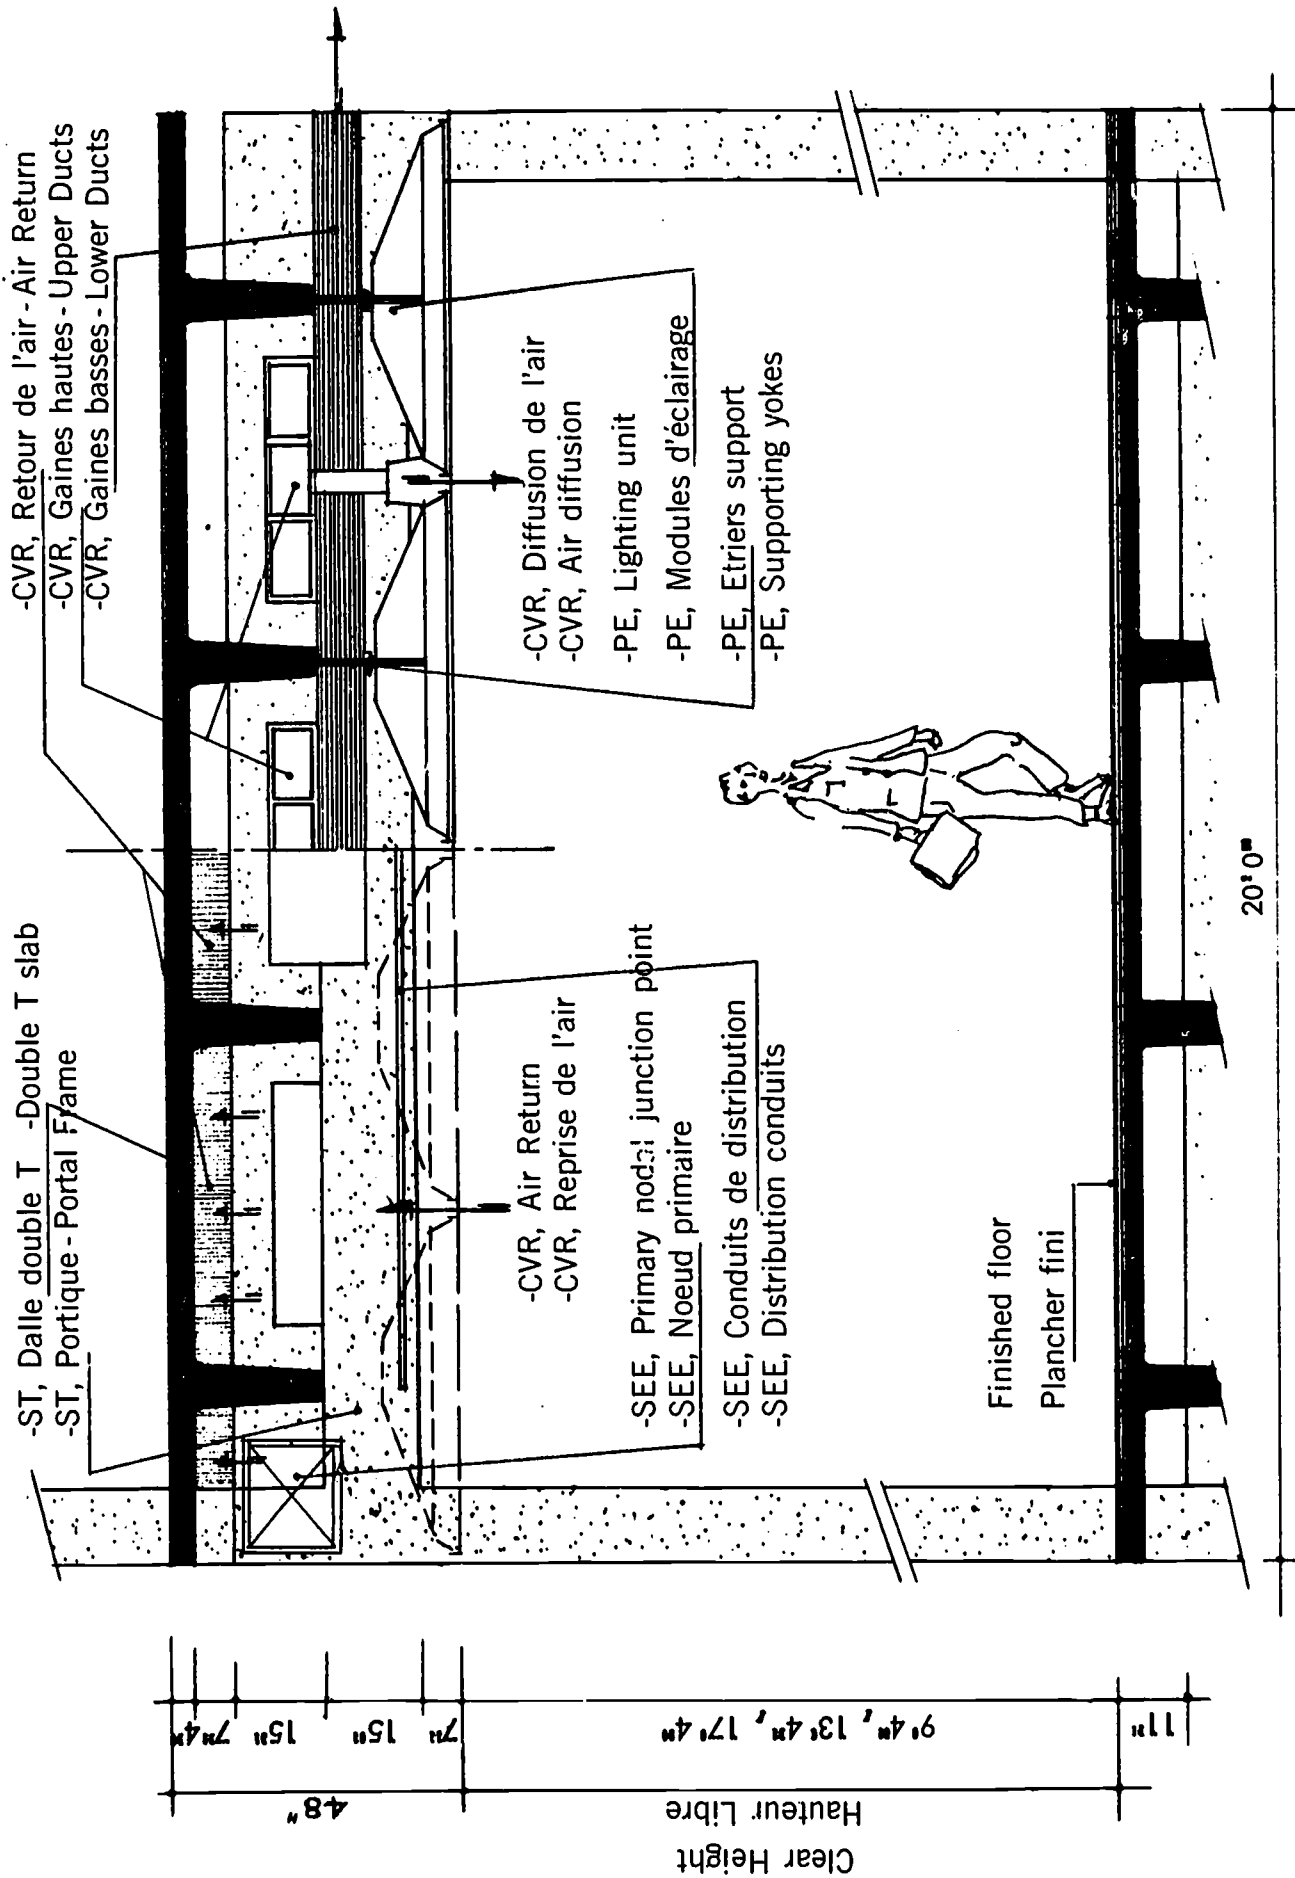 -ST, Dalle double T -Double T slab
-ST, Portique-Portal Frame
-CVR, Retour de l'air-Air Return
-CVR, Gaines hautes-Upper Ducts
-CVR, Gaines basses-Lower Ducts
-CVR, Air Return
-CVR, Reprise de l'air
-SEE, Primary nodal junction point
-SEE, Noeud primaire
-SEE, Conduits de distribution
-SEE, Distribution conduits
-CVR, Diffusion de l'air
-CVR, Air diffusion
-PE, Lighting unit
-PE, Modules d'éclairage
-PE, Etriers support
-PE, Supporting yokes
Finished floor
Plancher fini
20'0"
4"
7"
15"
15"
7"
9'4", 13'4", 17'4"
11"
48"
Hauteur Libre
Clear Height